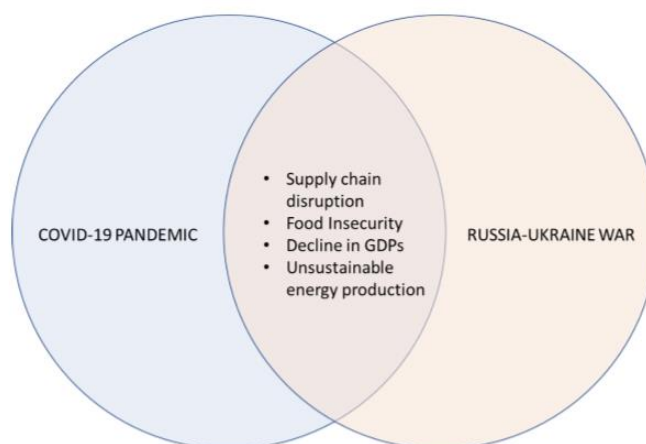 COVID-19 PANDEMIC
• Supply chain
disruption
• Food Insecurity
• Decline in GDPs
• Unsustainable
energy production
RUSSIA-UKRAINE WAR